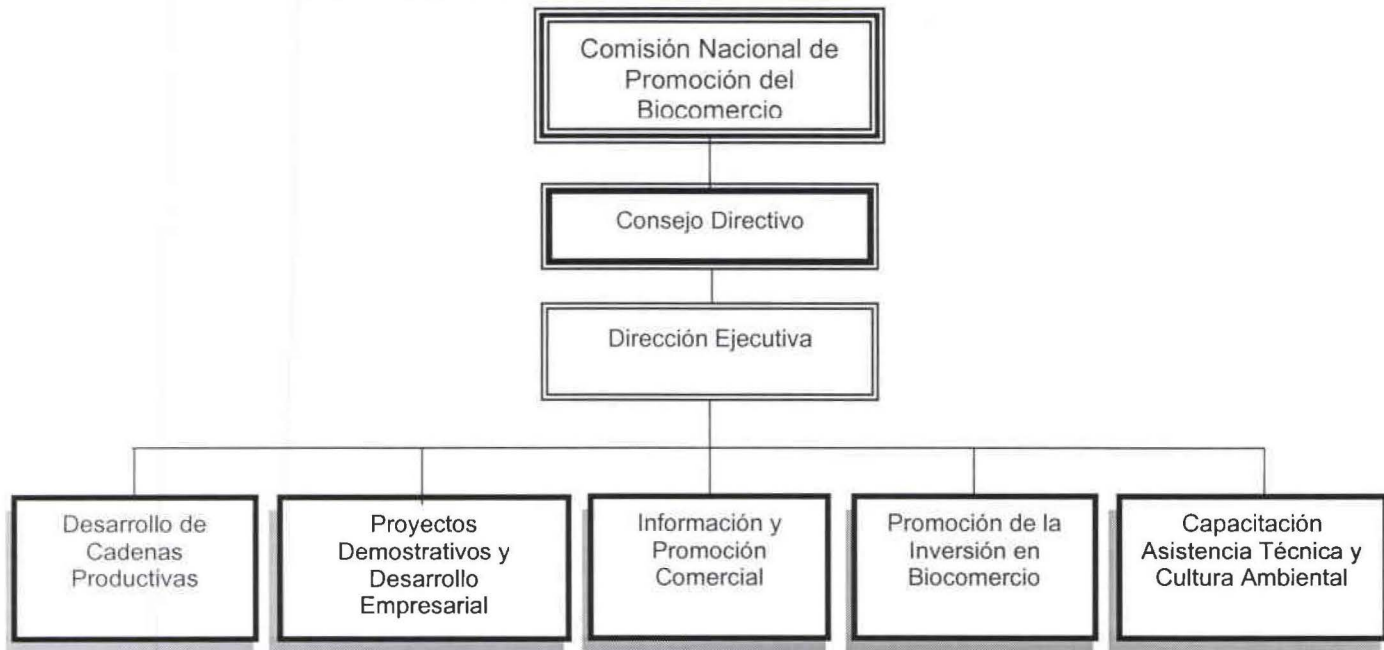 Comisión Nacional de
Promoción del
Biocomercio
Consejo Directivo
Dirección Ejecutiva
Desarrollo de
Cadenas
Productivas
Proyectos
Demostrativos y
Desarrollo
Empresarial
Información y
Promoción
Comercial
Promoción de la
Inversión en
Biocomercio
Capacitación
Asistencia Técnica y
Cultura Ambiental